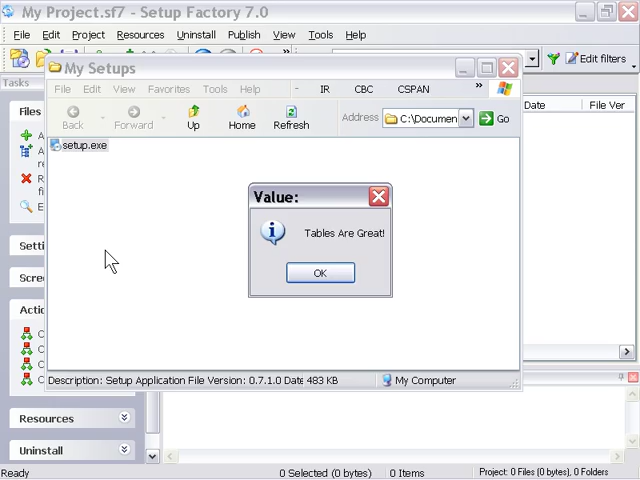 My Project.sf7 - Setup Factory 7.0
File Edit Project Resources Uninstall Publish View Tools Help
Edit filters
Tasks
Files
Date File Ver
My Setups
File Edit View Favorites Tools Help - IR CBC CSPAN »
Back Forward Up Home Refresh Address C:\Documen Go
setup.exe
Value:
Tables Are Great!
OK
Description: Setup Application File Version: 0.7.1.0 Date 483 KB My Computer
Resources
Uninstall
Ready 0 Selected (0 bytes) 0 Items Project: 0 Files (0 bytes), 0 Folders